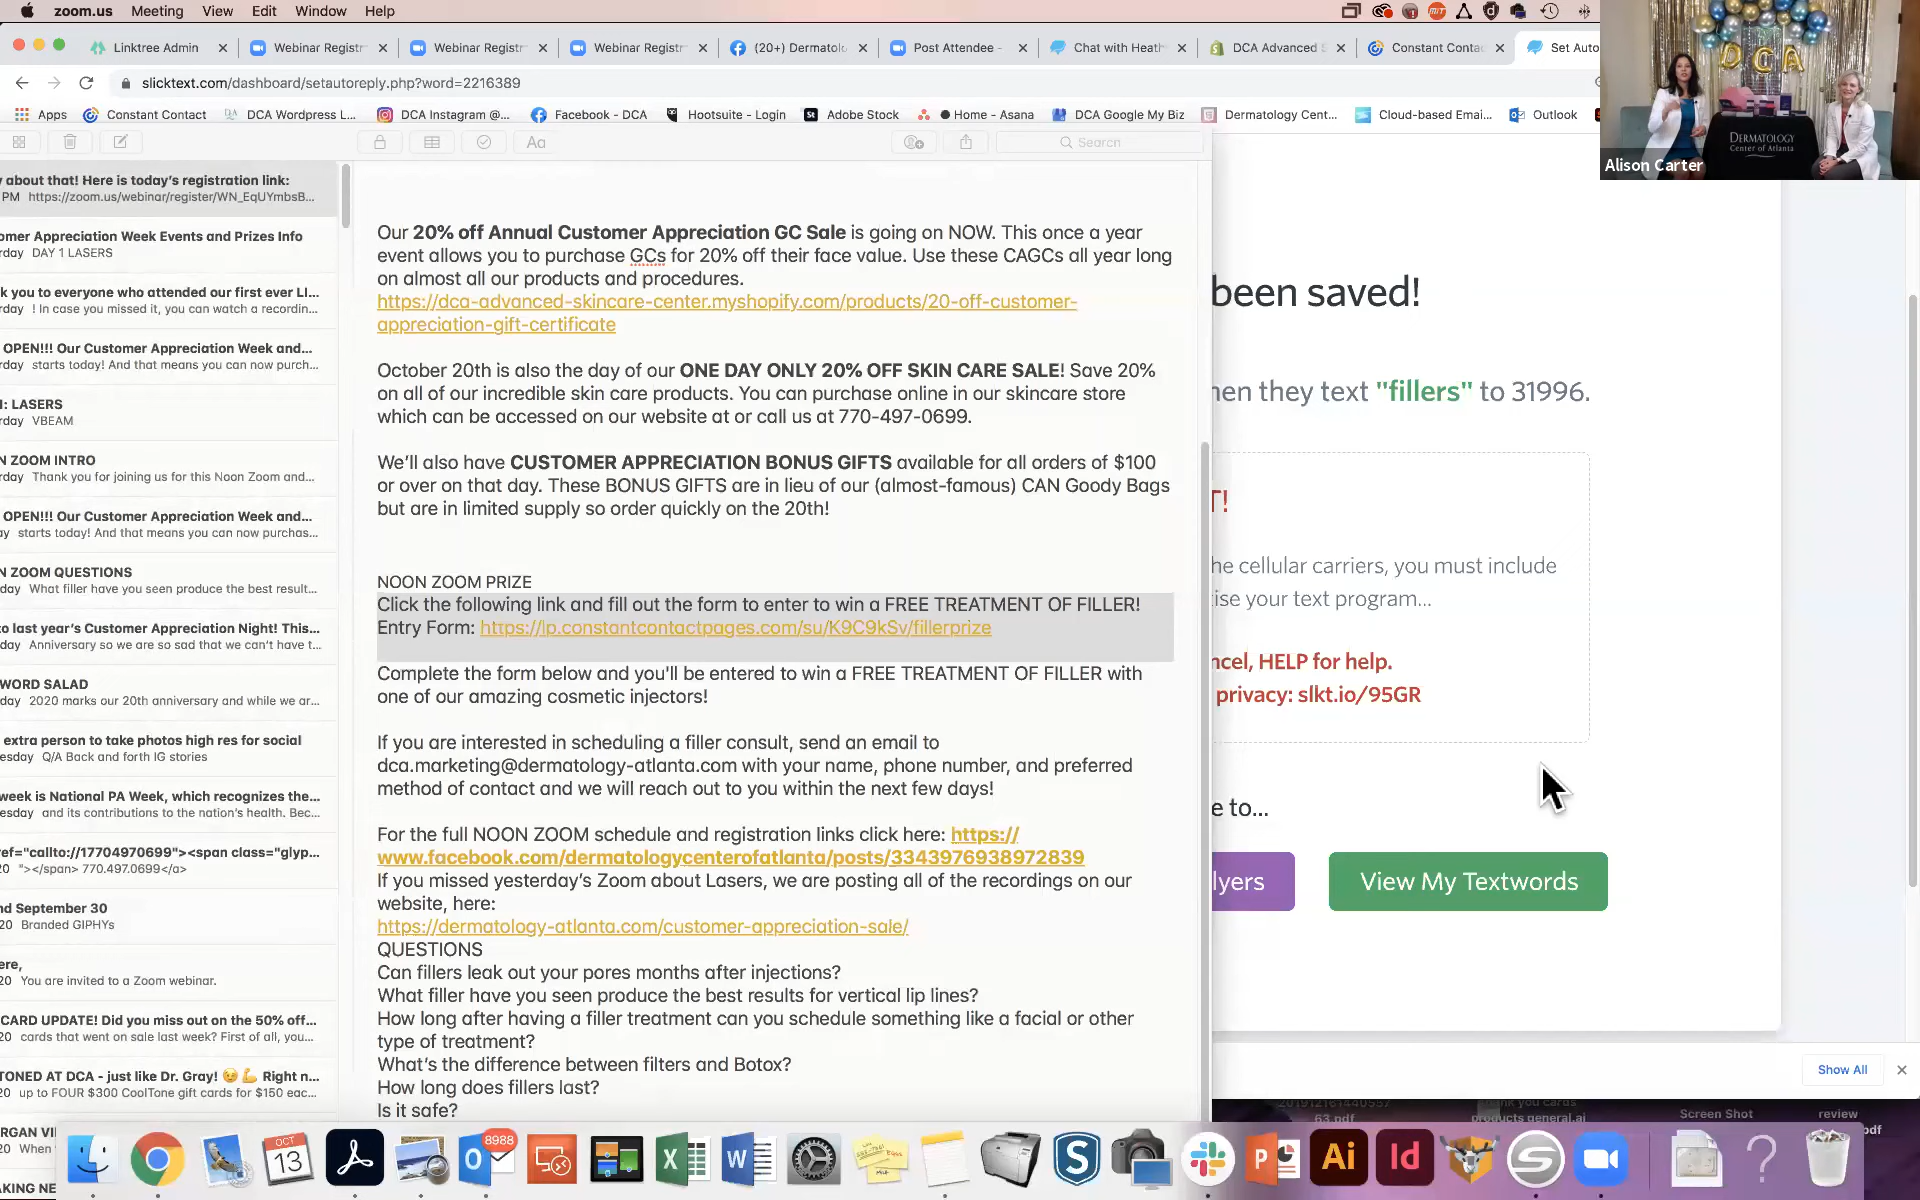 zoom.us Meeting View Edit Window Help
Linktree Admin
Webinar Registr
Webinar Registr
Webinar Registr
(20+) Dermatol
Post Attendee -
Chat with Heath
DCA Advanced S
Constant Conta
Set Auto
slicktext.com/dashboard/setautoreply.php?word=2216389
Apps
Constant Contact
DCA Wordpress L...
DCA Instagram @...
Facebook - DCA
Hootsuite - Login
Adobe Stock
Home - Asana
DCA Google My Biz
Dermatology Cent...
Cloud-based Emai...
Outlook
DCA
DERMATOLOGY
Center of Atlanta
Alison Carter
Aa
Search
about that! Here is today's registration link:
PM https://zoom.us/webinar/register/WN_EqUYmbsB...
omer Appreciation Week Events and Prizes Info
rday DAY 1 LASERS
k you to everyone who attended our first ever LI...
rday ! In case you missed it, you can watch a recordin...
OPEN!!! Our Customer Appreciation Week and...
rday starts today! And that means you can now purch...
1: LASERS
rday VBEAM
N ZOOM INTRO
rday Thank you for joining us for this Noon Zoom and...
OPEN!!! Our Customer Appreciation Week and...
ay starts today! And that means you can now purchas...
N ZOOM QUESTIONS
day What filler have you seen produce the best result...
to last year's Customer Appreciation Night! This...
day Anniversary so we are so sad that we can't have t...
WORD SALAD
day 2020 marks our 20th anniversary and while we ar...
extra person to take photos high res for social
esday Q/A Back and forth IG stories
week is National PA Week, which recognizes the...
esday and its contributions to the nation's health. Bec...
ref="callto://17704970699"><span class="glyp...
20 "></span> 770.497.0699</a>
nd September 30
20 Branded GIPHYs
ere,
20 You are invited to a Zoom webinar.
CARD UPDATE! Did you miss out on the 50% off...
20 cards that went on sale last week? First of all, you...
TONED AT DCA - just like Dr. Gray! 😉💪 Right n...
20 up to FOUR $300 CoolTone gift cards for $150 eac...
Our 20% off Annual Customer Appreciation GC Sale is going on NOW. This once a year
event allows you to purchase GCs for 20% off their face value. Use these CAGCs all year long
on almost all our products and procedures.
https://dca-advanced-skincare-center.myshopify.com/products/20-off-customer-
appreciation-gift-certificate
October 20th is also the day of our ONE DAY ONLY 20% OFF SKIN CARE SALE! Save 20%
on all of our incredible skin care products. You can purchase online in our skincare store
which can be accessed on our website at or call us at 770-497-0699.
We'll also have CUSTOMER APPRECIATION BONUS GIFTS available for all orders of $100
or over on that day. These BONUS GIFTS are in lieu of our (almost-famous) CAN Goody Bags
but are in limited supply so order quickly on the 20th!
NOON ZOOM PRIZE
Click the following link and fill out the form to enter to win a FREE TREATMENT OF FILLER!
Entry Form: https://lp.constantcontactpages.com/su/K9C9kSv/fillerprize
Complete the form below and you'll be entered to win a FREE TREATMENT OF FILLER with
one of our amazing cosmetic injectors!
If you are interested in scheduling a filler consult, send an email to
dca.marketing@dermatology-atlanta.com with your name, phone number, and preferred
method of contact and we will reach out to you within the next few days!
For the full NOON ZOOM schedule and registration links click here: https://
www.facebook.com/dermatologycenterofatlanta/posts/3343976938972839
If you missed yesterday's Zoom about Lasers, we are posting all of the recordings on our
website, here:
https://dermatology-atlanta.com/customer-appreciation-sale/
QUESTIONS
Can fillers leak out your pores months after injections?
What filler have you seen produce the best results for vertical lip lines?
How long after having a filler treatment can you schedule something like a facial or other
type of treatment?
What's the difference between filters and Botox?
How long does fillers last?
Is it safe?
been saved!
hen they text "fillers" to 31996.
T!
he cellular carriers, you must include
ise your text program...
ncel, HELP for help.
privacy: slkt.io/95GR
e to...
lyers
View My Textwords
Show All
63.pdf
products general.ai
Screen Shot
review
pdf
RGAN VI
When
KING NE
OCT
13
8988
Ai
Id